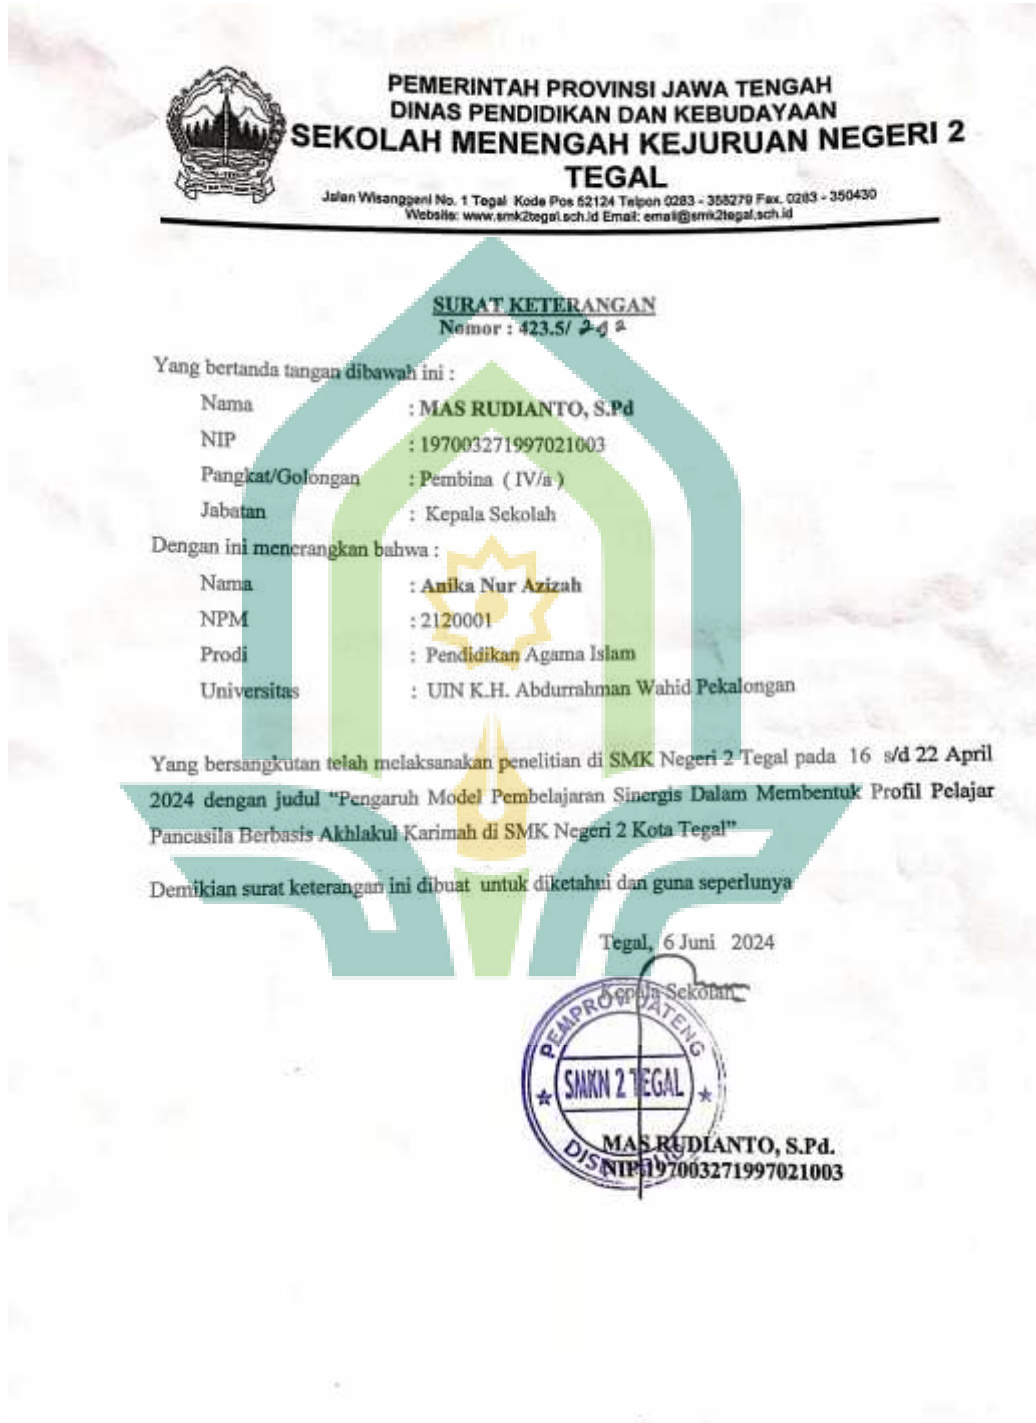 PEMERINTAH PROVINSI JAWA TENGAH
DINAS PENDIDIKAN DAN KEBUDAYAAN
SEKOLAH MENENGAH KEJURUAN NEGERI 2
TEGAL
Jalan Wisanggeni No. 1 Tegal Kode Pos 52124 Telpon 0283 - 358279 Fax. 0283 - 350430
Website: www.smk2tegal.sch.id Email: email@smk2tegal.sch.id
SURAT KETERANGAN
Nomor : 423.5/
Yang bertanda tangan dibawah ini :
Nama : MAS RUDIANTO, S.Pd
NIP : 197003271997021003
Pangkat/Golongan : Pembina ( IV/a )
Jabatan : Kepala Sekolah
Dengan ini menerangkan bahwa :
Nama : Anika Nur Azizah
NPM : 2120001
Prodi : Pendidikan Agama Islam
Universitas : UIN K.H. Abdurrahman Wahid Pekalongan
Yang bersangkutan telah melaksanakan penelitian di SMK Negeri 2 Tegal pada 16 s/d 22 April
2024 dengan judul “Pengaruh Model Pembelajaran Sinergis Dalam Membentuk Profil Pelajar
Pancasila Berbasis Akhlakul Karimah di SMK Negeri 2 Kota Tegal”
Demikian surat keterangan ini dibuat untuk diketahui dan guna seperlunya
Tegal, 6 Juni 2024
Kepala Sekolah
PEMPROV JATENG
SMKN 2 TEGAL
MAS RUDIANTO, S.Pd.
NIP.197003271997021003